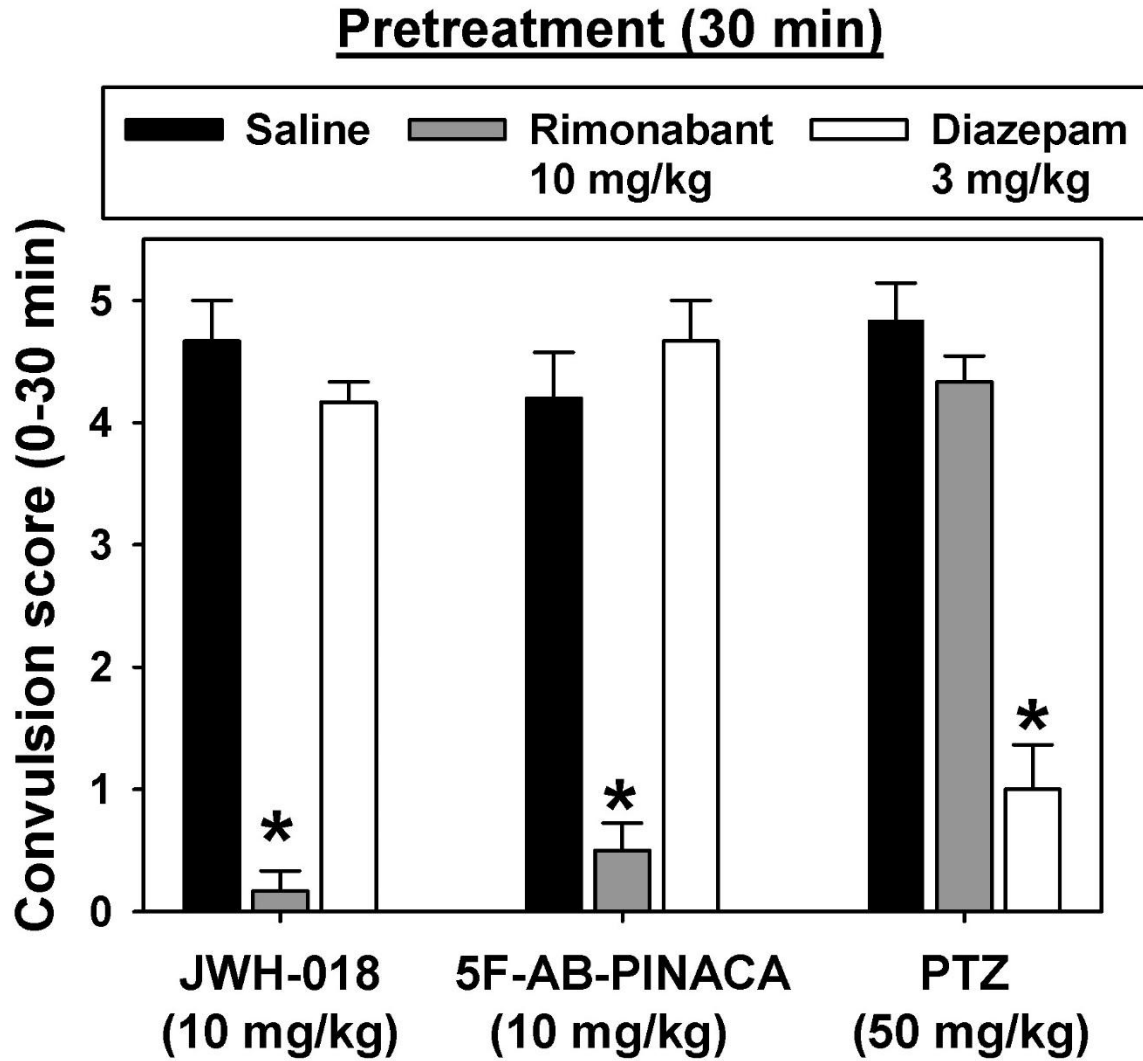 Pretreatment (30 min)
Saline Rimonabant Diazepam
10 mg/kg 3 mg/kg
Convulsion score (0-30 min)
5
4
3
2
1
0
* * *
JWH-018 5F-AB-PINACA PTZ
(10 mg/kg) (10 mg/kg) (50 mg/kg)